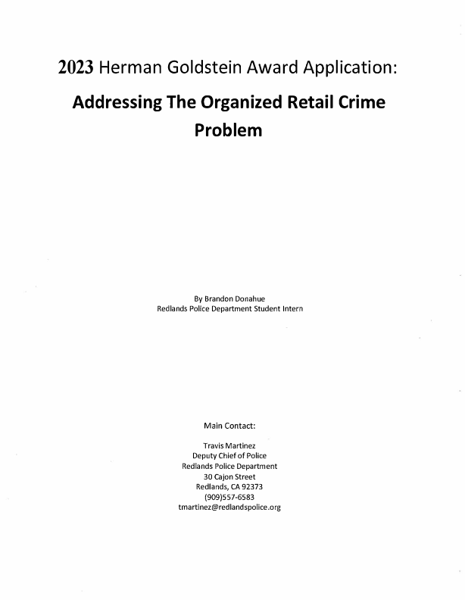 2023 Herman Goldstein Award Application:
Addressing The Organized Retail Crime
Problem
By Brandon Donahue
Redlands Police Department Student Intern
Main Contact:
Travis Martinez
Deputy Chief of Police
Redlands Police Department
30 Cajon Street
Redlands, CA 92373
(909)557-6583
tmartinez@redlandspolice.org